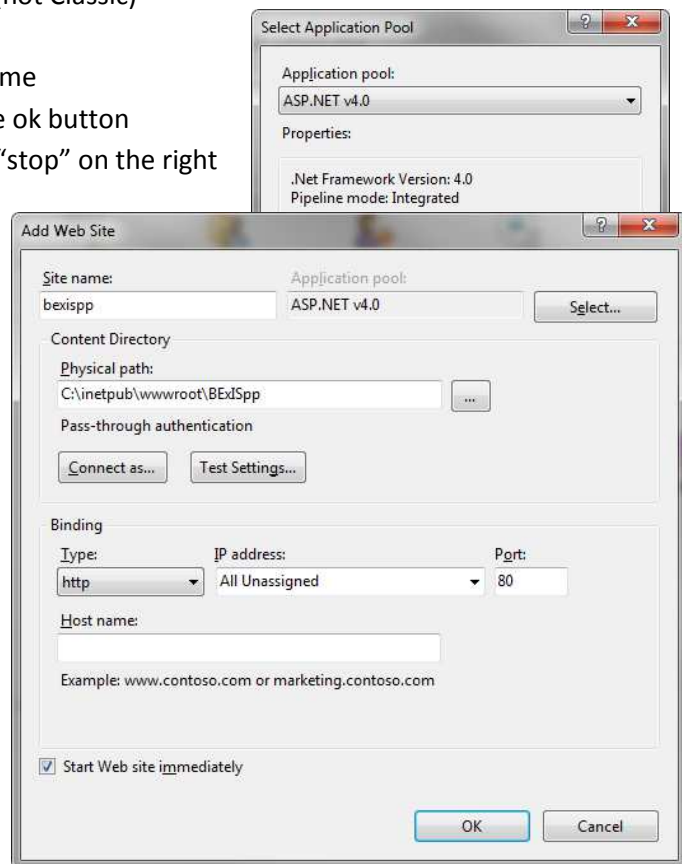 (not Classic)
me
e ok button
"stop" on the right
Select Application Pool
Application pool:
ASP.NET v4.0
Properties:
.Net Framework Version: 4.0
Pipeline mode: Integrated
Add Web Site
Site name:
Application pool:
bexispp
ASP.NET v4.0
Select...
Content Directory
Physical path:
C:\inetpub\wwwroot\BExISpp
...
Pass-through authentication
Connect as...
Test Settings...
Binding
Type:
IP address:
Port:
http
All Unassigned
80
Host name:
Example: www.contoso.com or marketing.contoso.com
Start Web site immediately
OK
Cancel